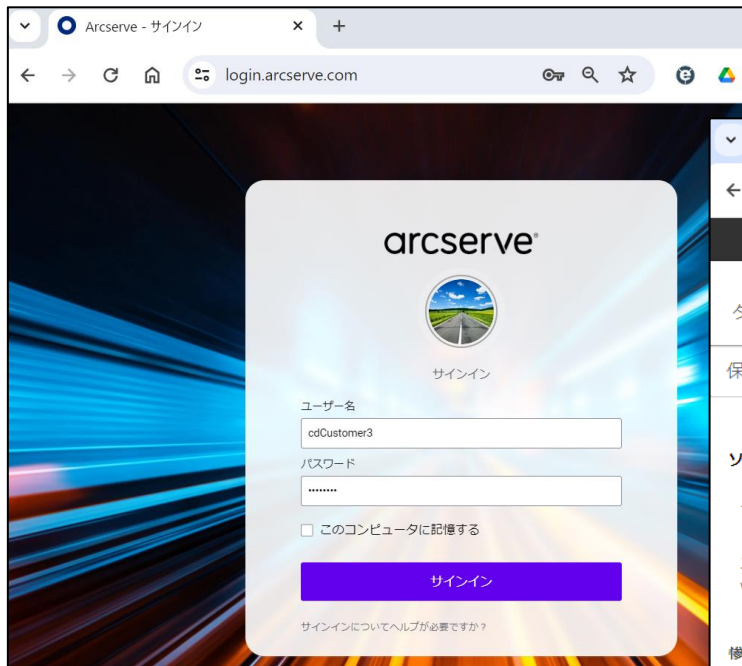 Arcserve - サインイン
login.arcserve.com
arcserve®
サインイン
ユーザー名
cdCustomer3
パスワード
••••••••
このコンピュータに記憶する
サインイン
サインインについてヘルプが必要ですか?
保
ソ